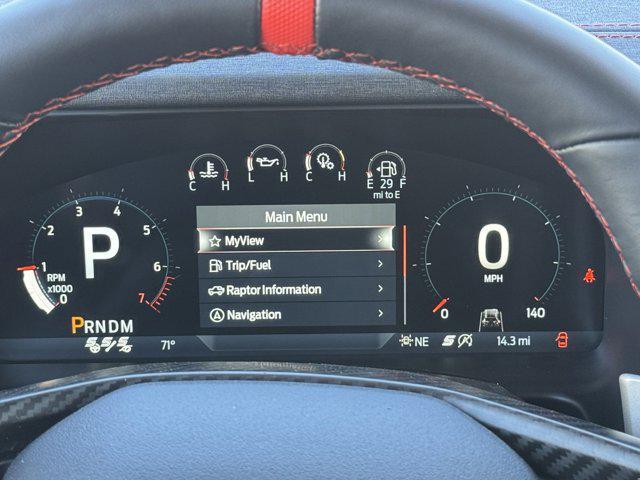 C H
L H
C H
E 29 F
mi to E
Main Menu
MyView
Trip/Fuel
Raptor Information
Navigation
P
0 1 2 3 4 5 6 7
RPM
x1000
PRNDM
71°
0
MPH
0 140
NE
14.3 mi